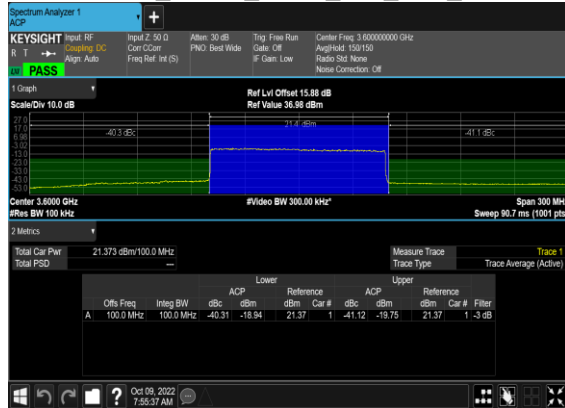 Spectrum Analyzer 1
ACP
+
KEYSIGHT Input: RF Input Z: 50 Ω Atten: 30 dB Trig: Free Run Center Freq: 3.600000000 GHz
R T Coupling: DC Corr CCorr PNO: Best Wide Gate: Off Avg|Hold: 150/150
Align: Auto Freq Ref: Int (S) IF Gain: Low Radio Std: None
PASS Noise Correction: Off
1 Graph Ref Lvl Offset 15.88 dB
Scale/Div 10.0 dB Ref Value 36.98 dBm
27.0 21.4 dBm
17.0 -40.3 dBc -41.1 dBc
6.98
-3.02
-13.0
-23.0
-33.0
-43.0
-53.0
Center 3.6000 GHz #Video BW 300.00 kHz* Span 300 MH
#Res BW 100 kHz Sweep 90.7 ms (1001 pts
2 Metrics
Total Car Pwr 21.373 dBm/100.0 MHz Measure Trace Trace 1
Total PSD — Trace Type Trace Average (Active)
Lower Upper
ACP Reference ACP Reference
Offs Freq Integ BW dBc dBm dBm Car # dBc dBm dBm Car # Filter
A 100.0 MHz 100.0 MHz -40.31 -18.94 21.37 1 -41.12 -19.75 21.37 1 -3 dB
? Oct 09, 2022
7:55:37 AM